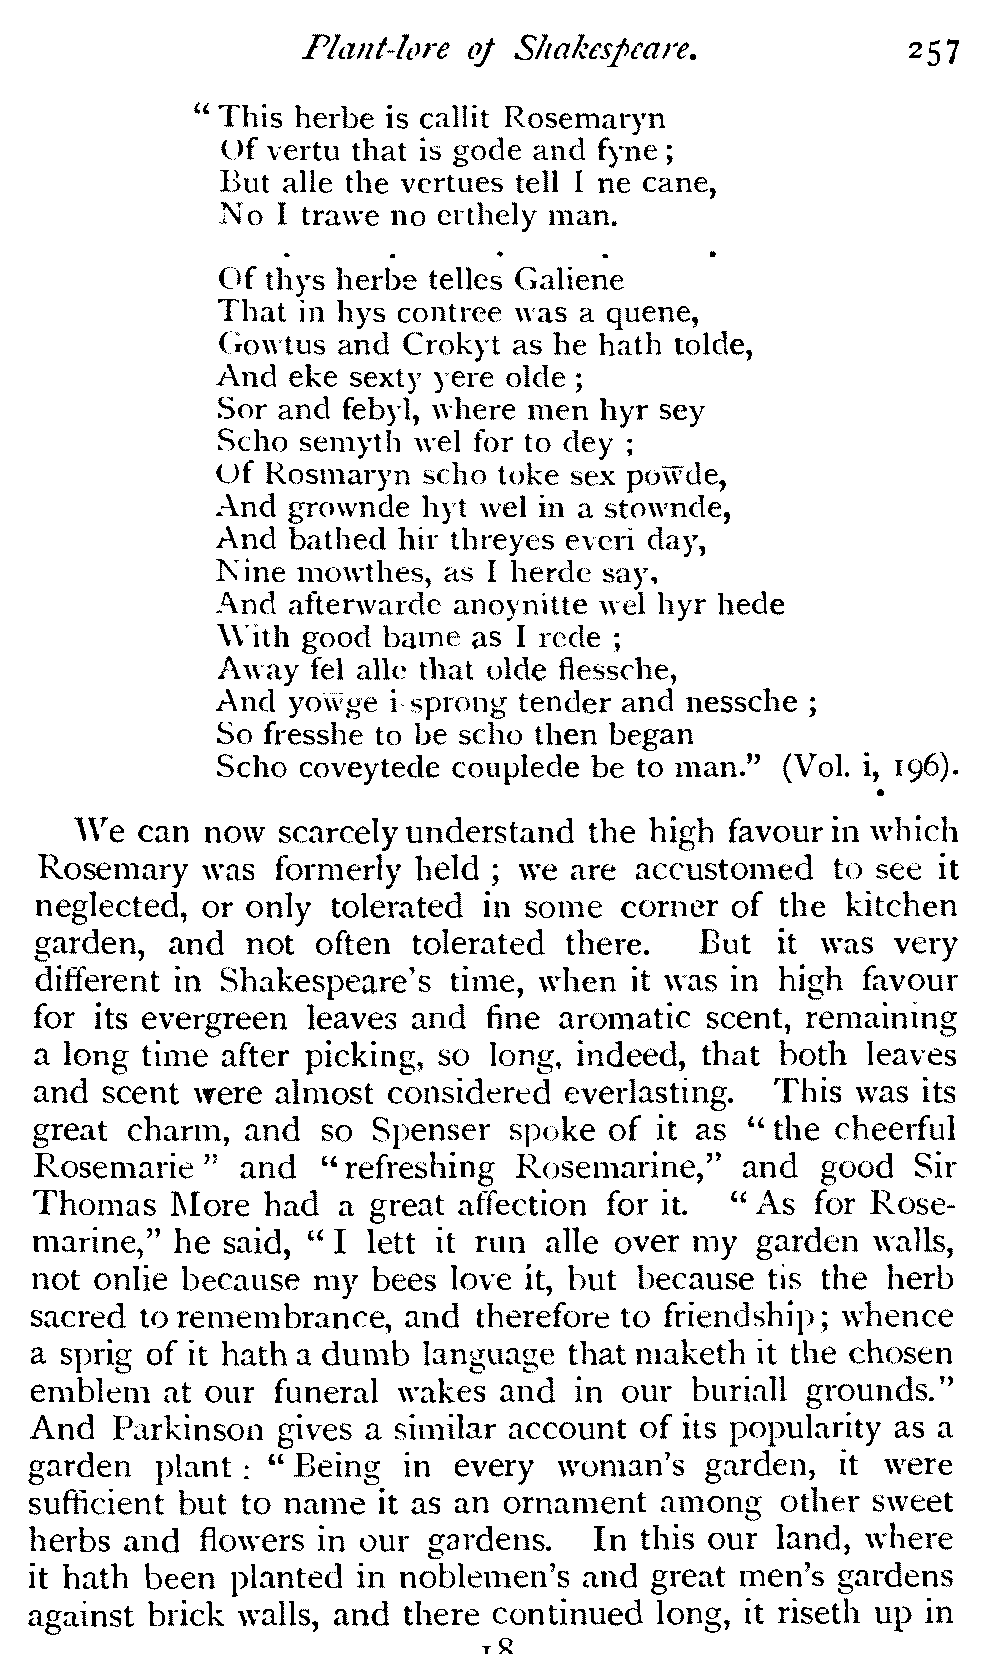 Plant-lore of Shakespeare. 257
“This herbe is callit Rosemaryn
Of vertu that is gode and fyne;
But alle the vertues tell I ne cane,
No I trawe no erthely man.
. . . . .
Of thys herbe telles Galiene
That in hys contree was a quene,
Gowtus and Crokyt as he hath tolde,
And eke sexty yere olde;
Sor and febyl, where men hyr sey
Scho semyth wel for to dey;
Of Rosmaryn scho toke sex pow̄de,
And grownde hyt wel in a stownde,
And bathed hir threyes everi day,
Nine mowthes, as I herde say,
And afterwarde anoynitte wel hyr hede
With good bame as I rede;
Away fel alle that olde flessche,
And yow̄ge i-sprong tender and nessche;
So fresshe to be scho then began
Scho coveytede couplede be to man.” (Vol. i, 196).
We can now scarcely understand the high favour in which
Rosemary was formerly held; we are accustomed to see it
neglected, or only tolerated in some corner of the kitchen
garden, and not often tolerated there. But it was very
different in Shakespeare's time, when it was in high favour
for its evergreen leaves and fine aromatic scent, remaining
a long time after picking, so long, indeed, that both leaves
and scent were almost considered everlasting. This was its
great charm, and so Spenser spoke of it as “the cheerful
Rosemarie” and “refreshing Rosemarine,” and good Sir
Thomas More had a great affection for it. “As for Rose-
marine,” he said, “I lett it run alle over my garden walls,
not onlie because my bees love it, but because tis the herb
sacred to remembrance, and therefore to friendship; whence
a sprig of it hath a dumb language that maketh it the chosen
emblem at our funeral wakes and in our buriall grounds.”
And Parkinson gives a similar account of its popularity as a
garden plant: “Being in every woman's garden, it were
sufficient but to name it as an ornament among other sweet
herbs and flowers in our gardens. In this our land, where
it hath been planted in noblemen's and great men's gardens
against brick walls, and there continued long, it riseth up in
18